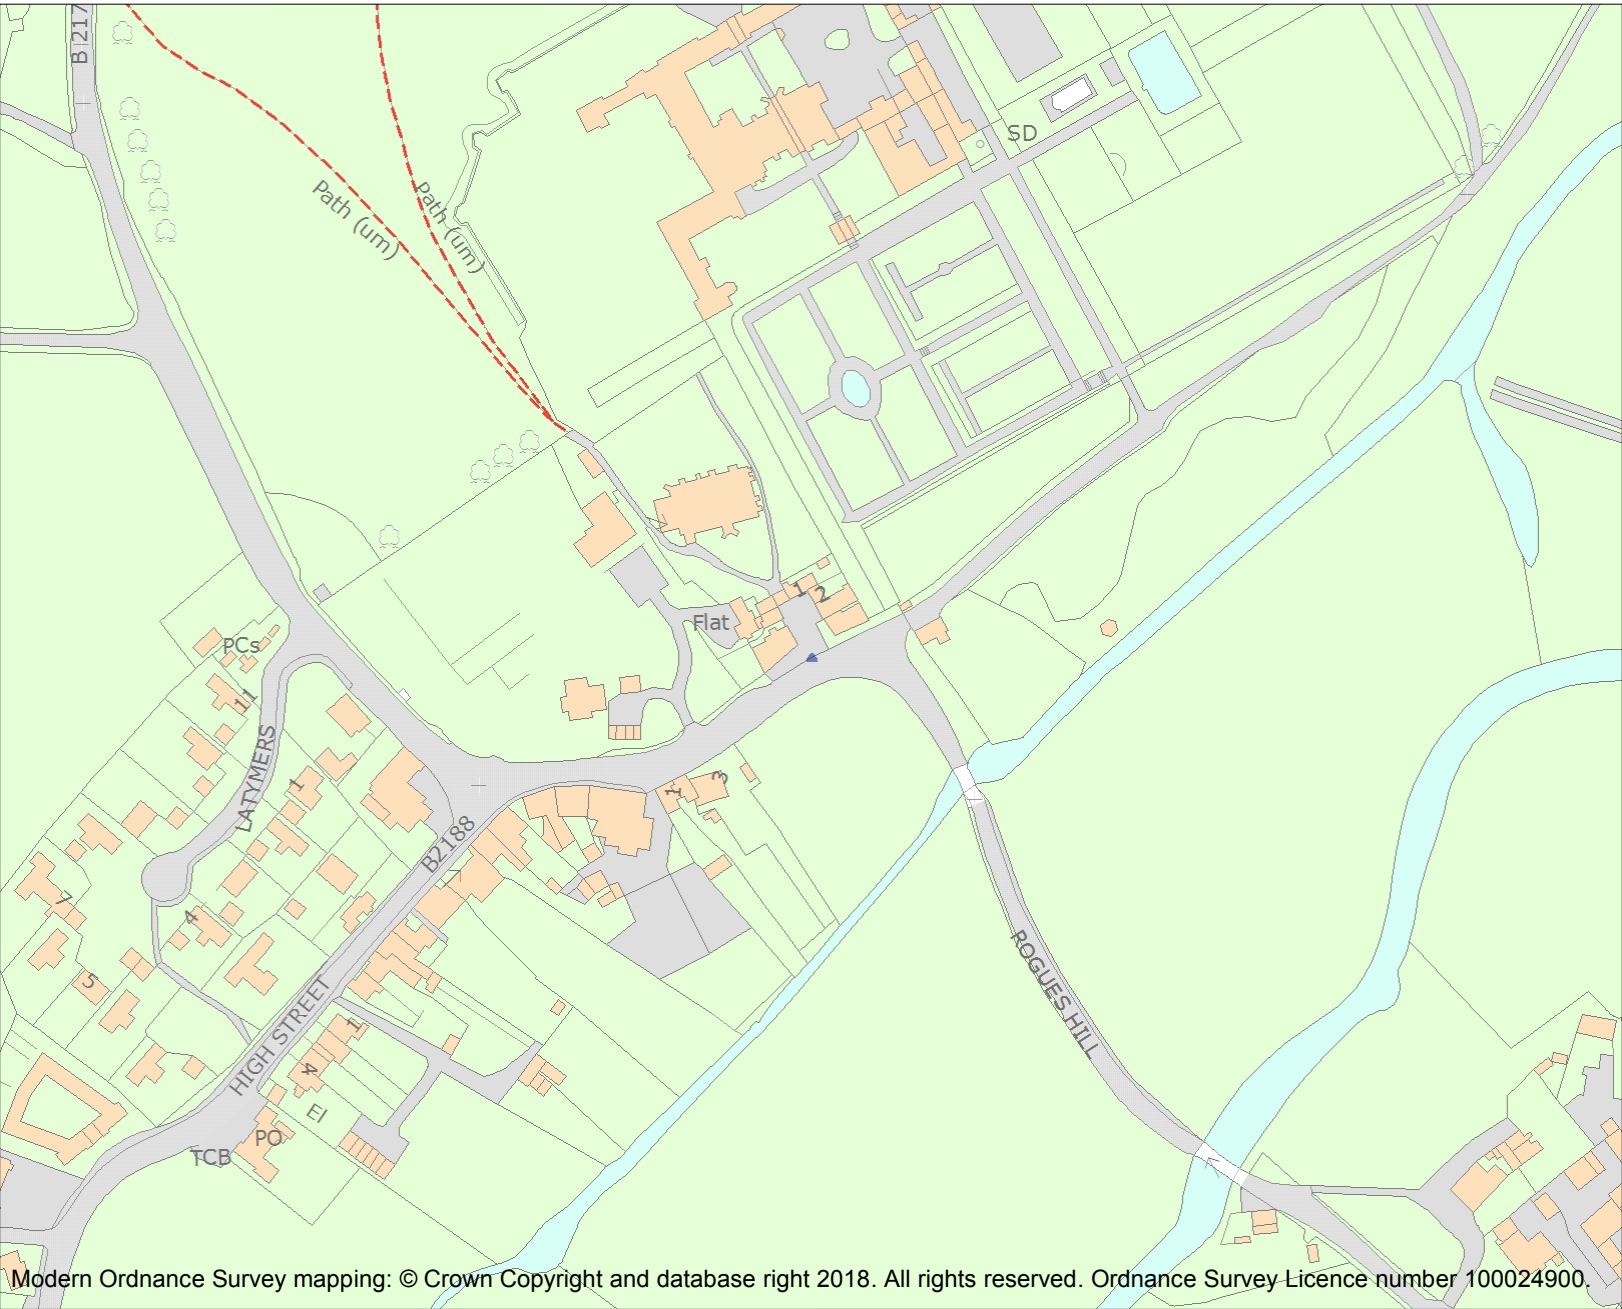 B 217
SD
Path (um)
Path (um)
Flat
1
2
PCs
11
LATYMERS
1
1
3
B2188
7
4
5
ROGUES HILL
HIGH STREET
1
4
El
PO
TCB
Modern Ordnance Survey mapping: © Crown Copyright and database right 2018. All rights reserved. Ordnance Survey Licence number 100024900.